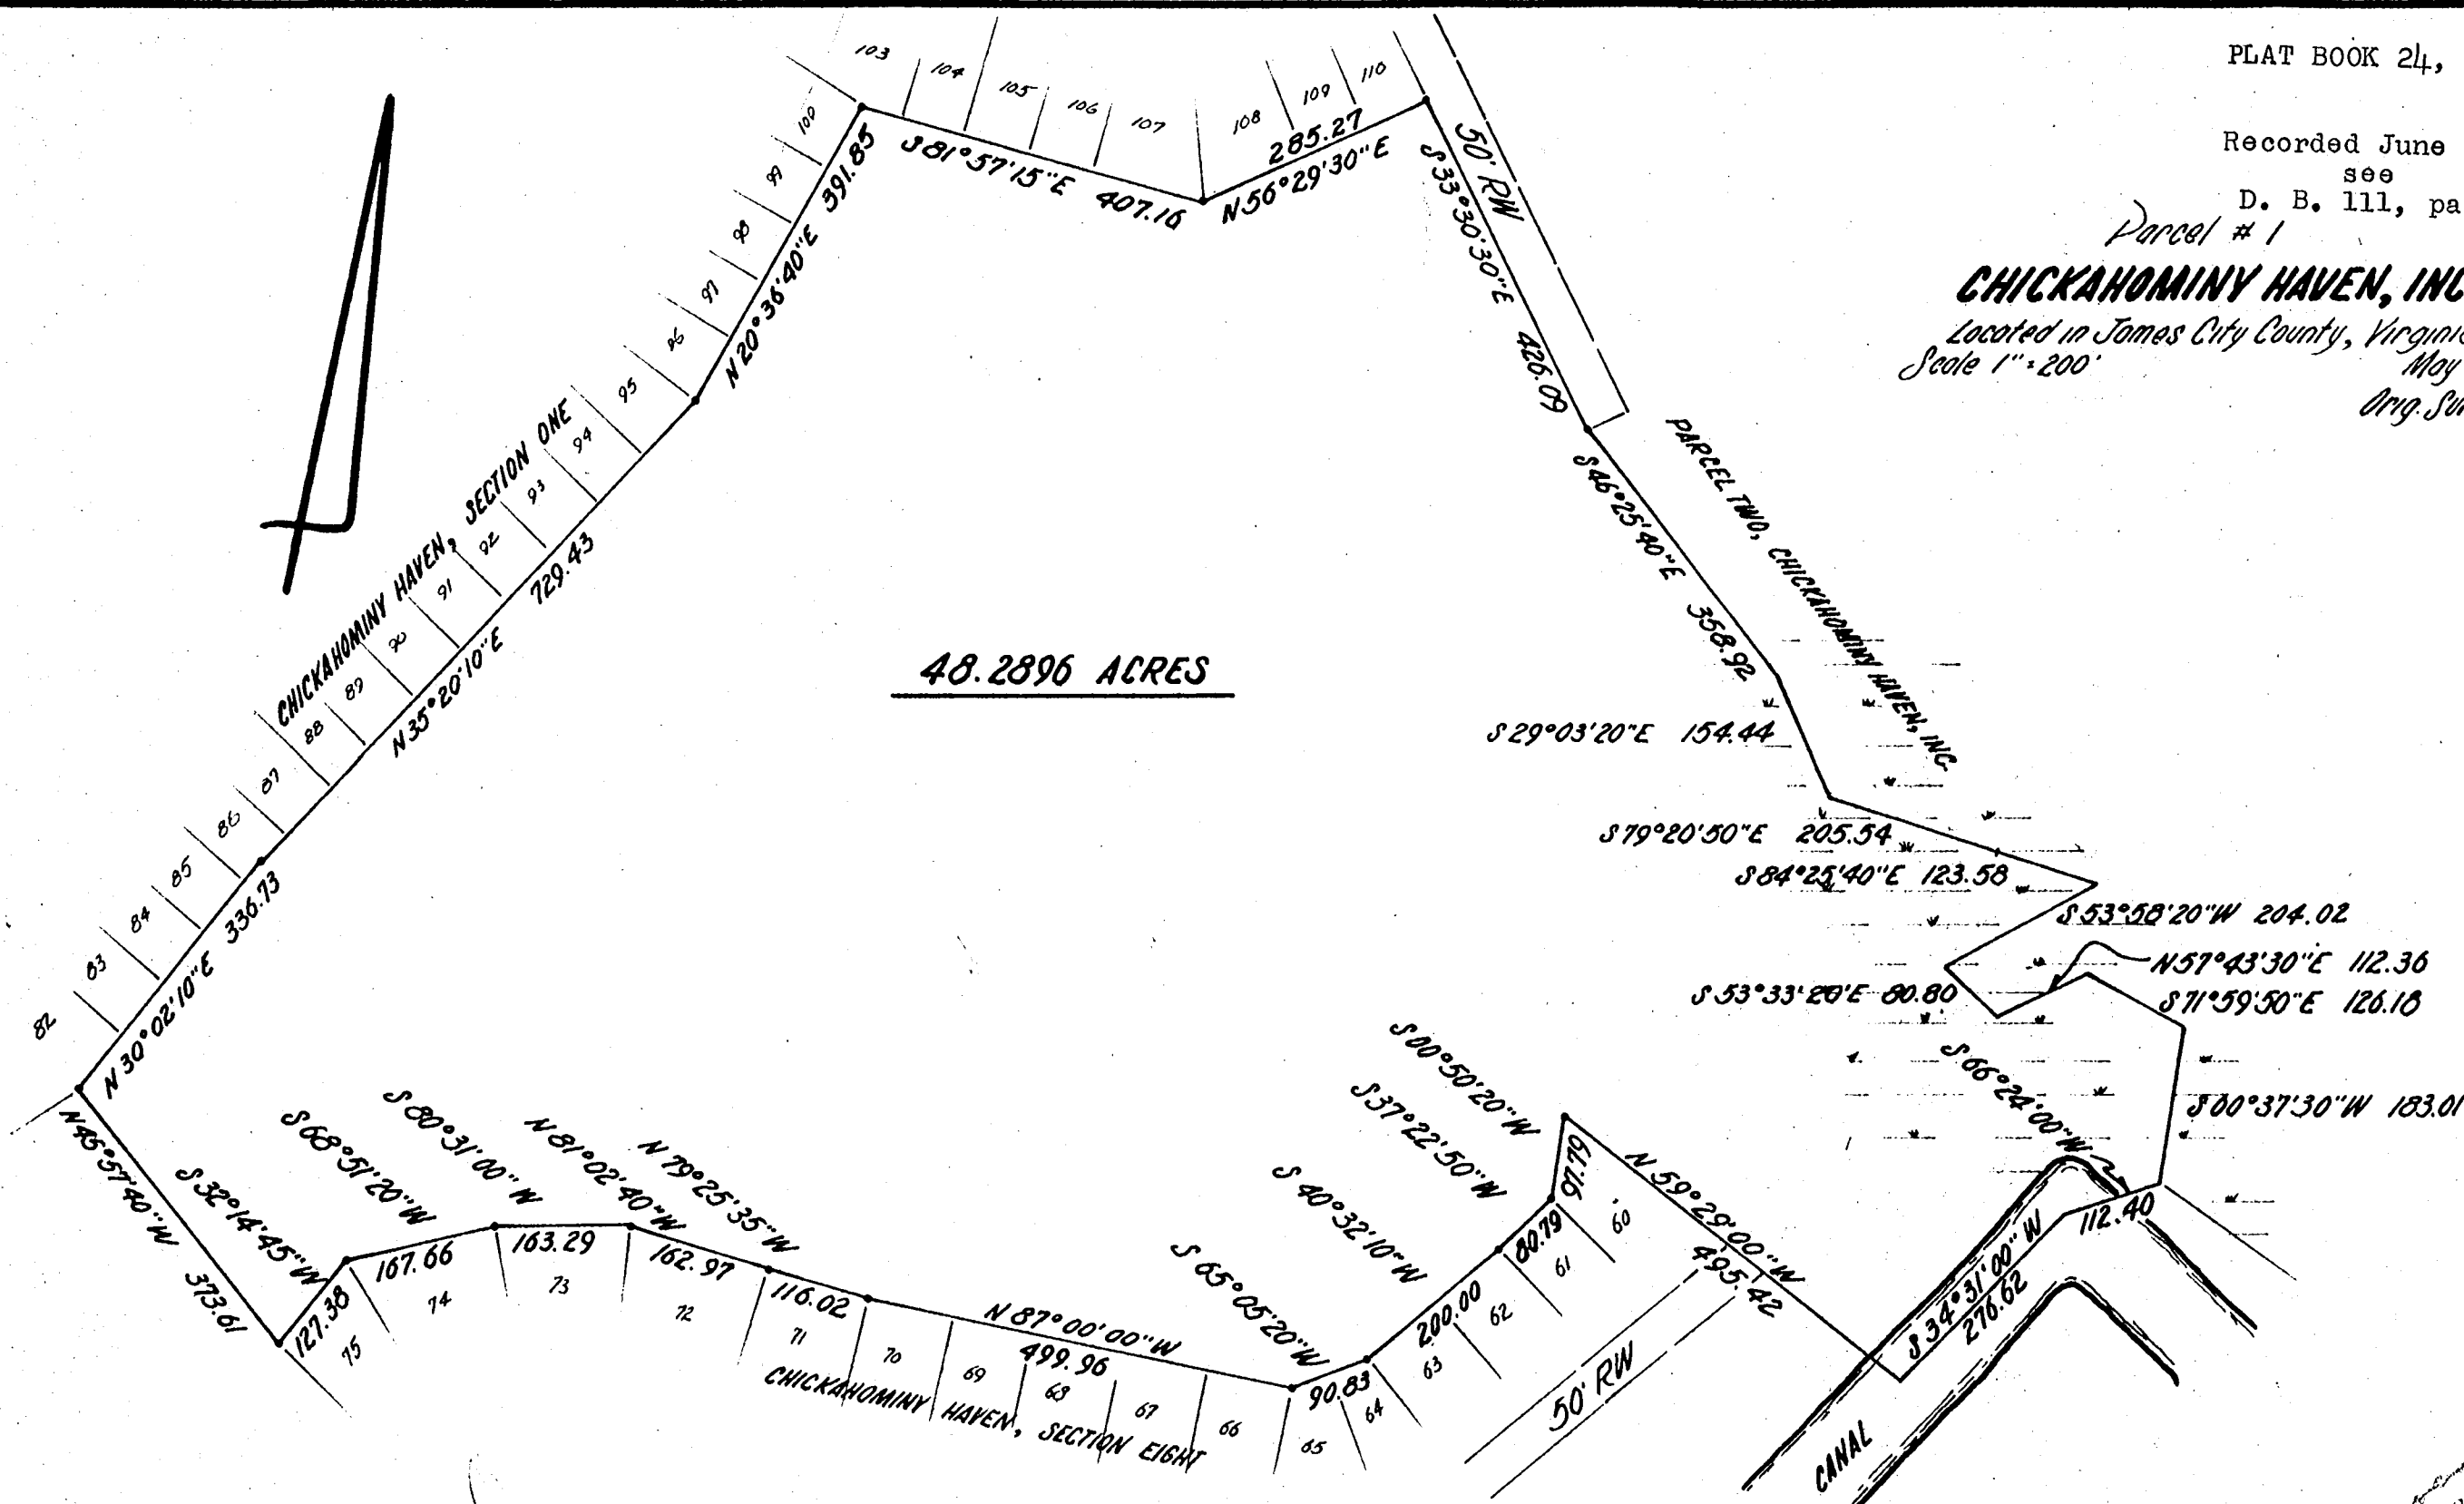 PLAT BOOK 24,
Recorded June
see
D. B. 111, pa
Parcel # 1
CHICKAHOMINY HAVEN, INC
Located in James City County, Virginia
Scale 1" = 200'
May
Orig. Sur
103
104
105
106
107
108
109
110
100
99
98
97
96
95
94
93
92
91
90
89
88
87
86
85
84
83
82
CHICKAHOMINY HAVEN, SECTION ONE
N 30°02'10"E 336.73
N 35°20'10"E 729.43
N 20°36'40"E 391.85
S 81°57'15"E 407.16
285.27
N 56°29'30"E
50' RW
S 33°30'30"E 426.09
S 46°25'40"E 358.92
PARCEL TWO, CHICKAHOMINY HAVEN, INC.
48.2896 ACRES
S 29°03'20"E 154.44
S 79°20'50"E 205.54
S 84°25'40"E 123.58
S 53°58'20"W 204.02
N 57°43'30"E 112.36
S 53°33'20"E 80.80
S 71°59'50"E 126.18
S 66°24'00"W
112.40
S 00°37'30"W 183.01
S 34°31'00"W
276.62
CANAL
N 59°29'00"W
495.42
50' RW
S 00°50'20"W
97.16
S 37°22'50"W
80.79
S 40°32'10"W
200.00
S 65°05'20"W
90.83
N 87°00'00"W
499.96
N 79°25'35"W
116.02
N 81°02'40"W
162.97
S 80°31'00"W
163.29
S 68°51'20"W
167.66
S 32°14'45"W
127.38
N 45°57'40"W 373.61
75
74
73
72
71
70
69
68
67
66
65
64
63
62
61
60
CHICKAHOMINY HAVEN, SECTION EIGHT